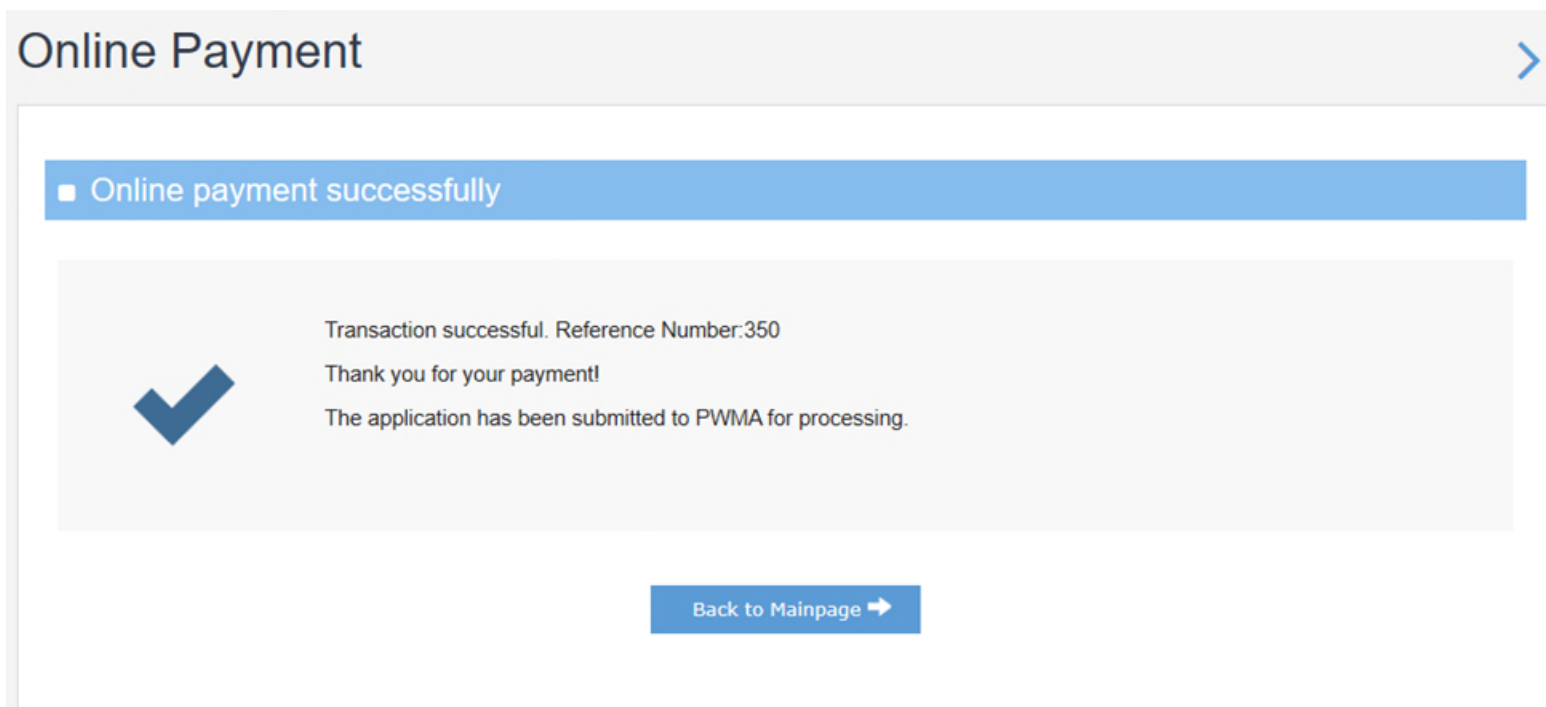 Online Payment
Online payment successfully
Transaction successful. Reference Number:350
Thank you for your payment!
The application has been submitted to PWMA for processing.
Back to Mainpage